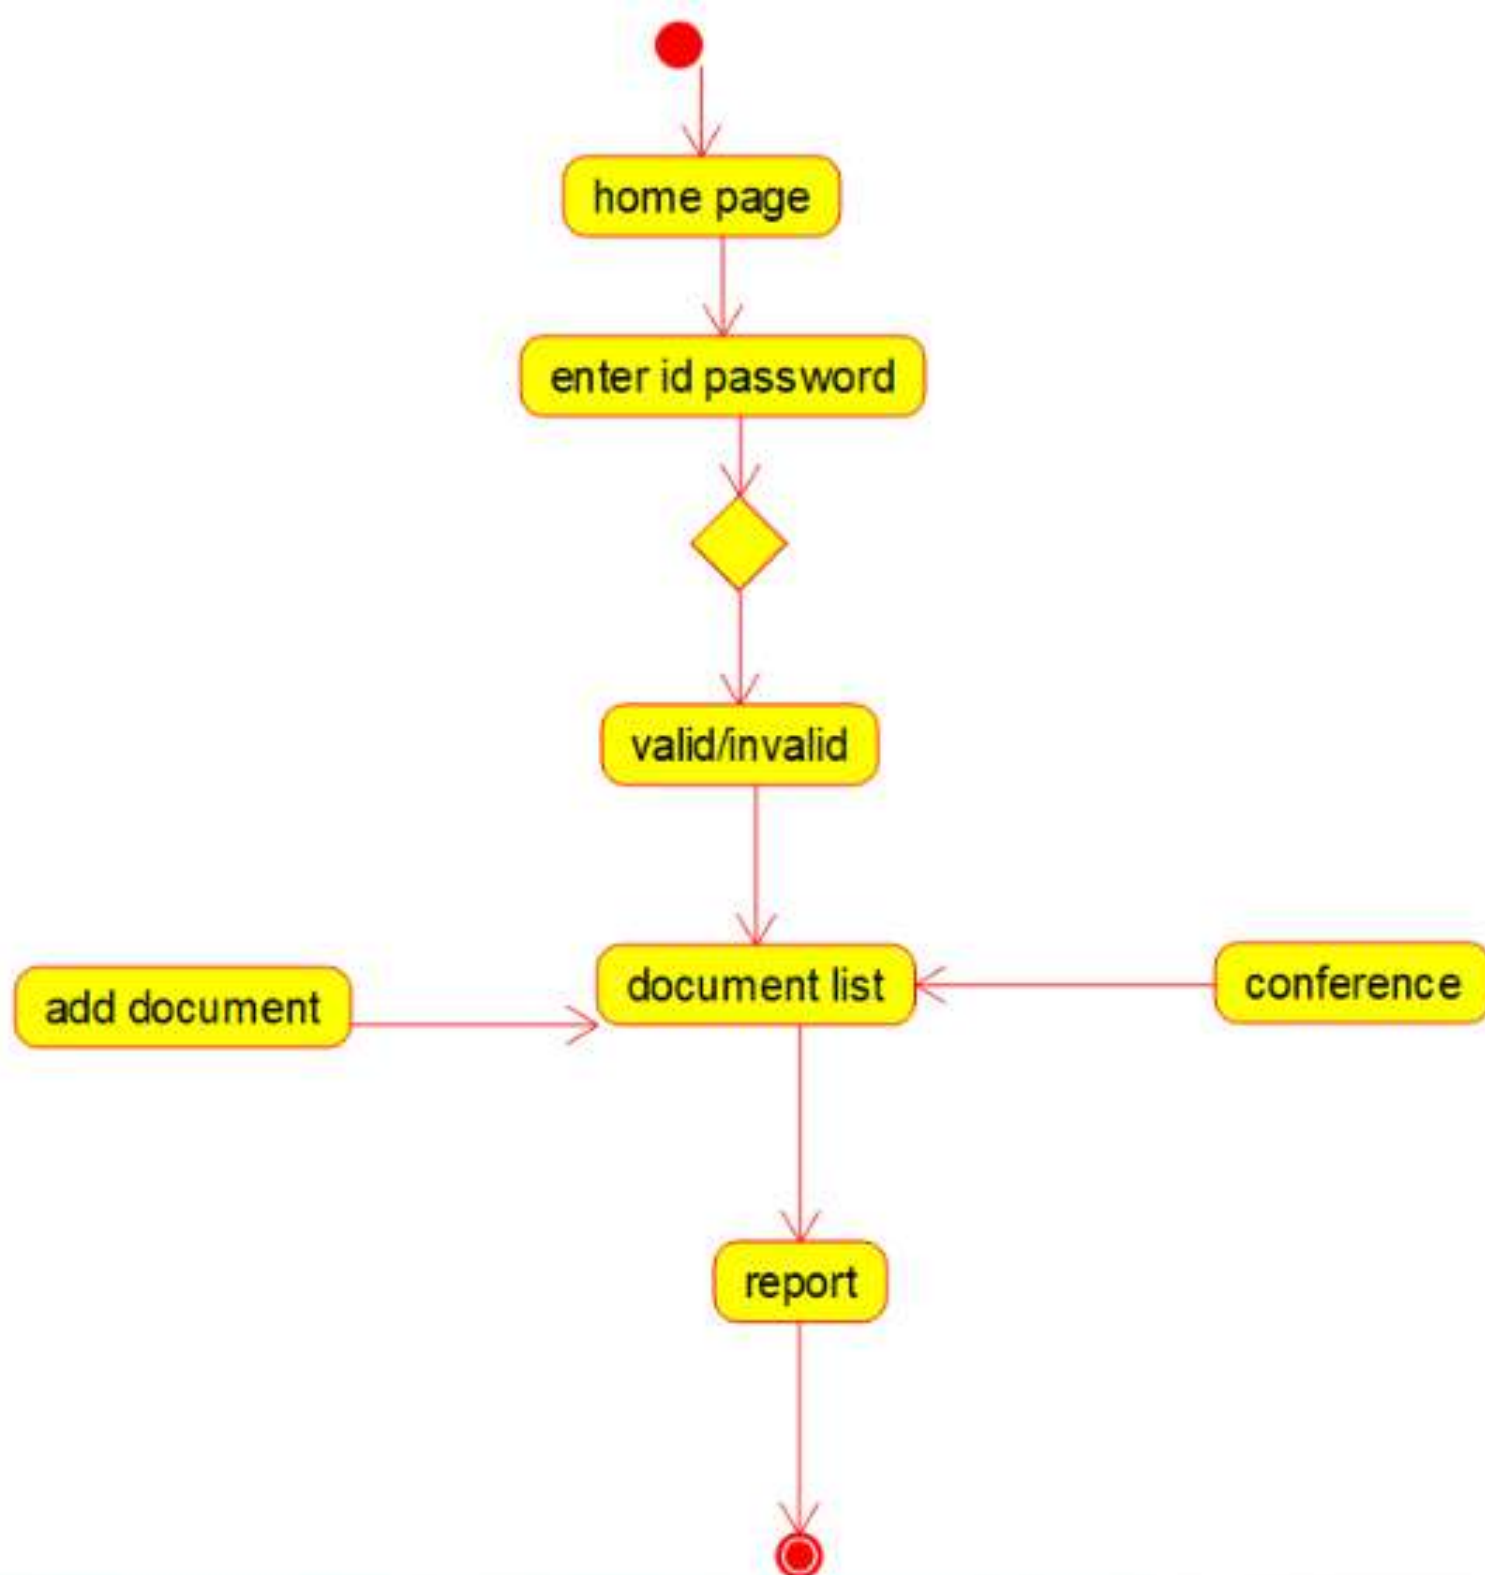 home page
enter id password
valid/invalid
add document
document list
conference
report